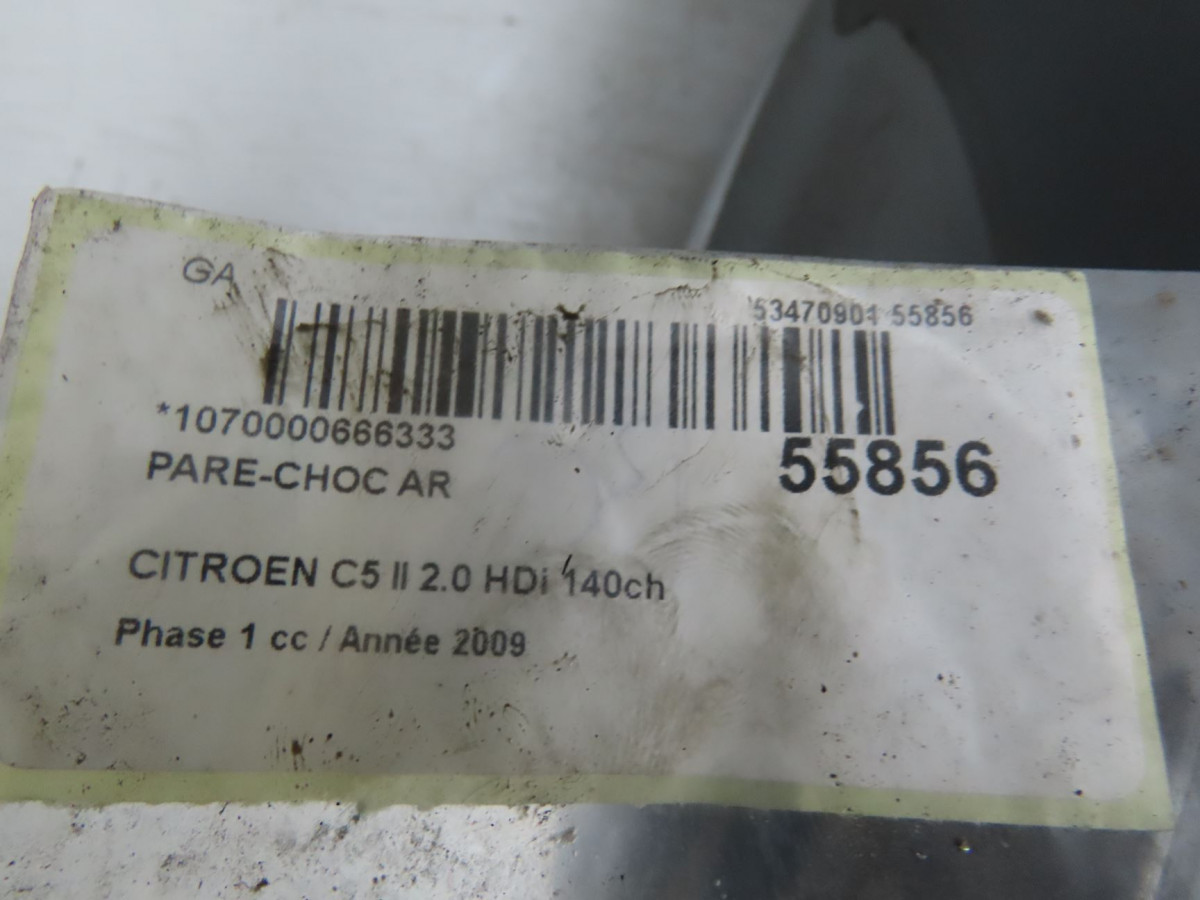 GA
53470901 55856
*1070000666333
55856
PARE-CHOC AR
CITROEN C5 II 2.0 HDi 140ch
Phase 1 cc / Année 2009